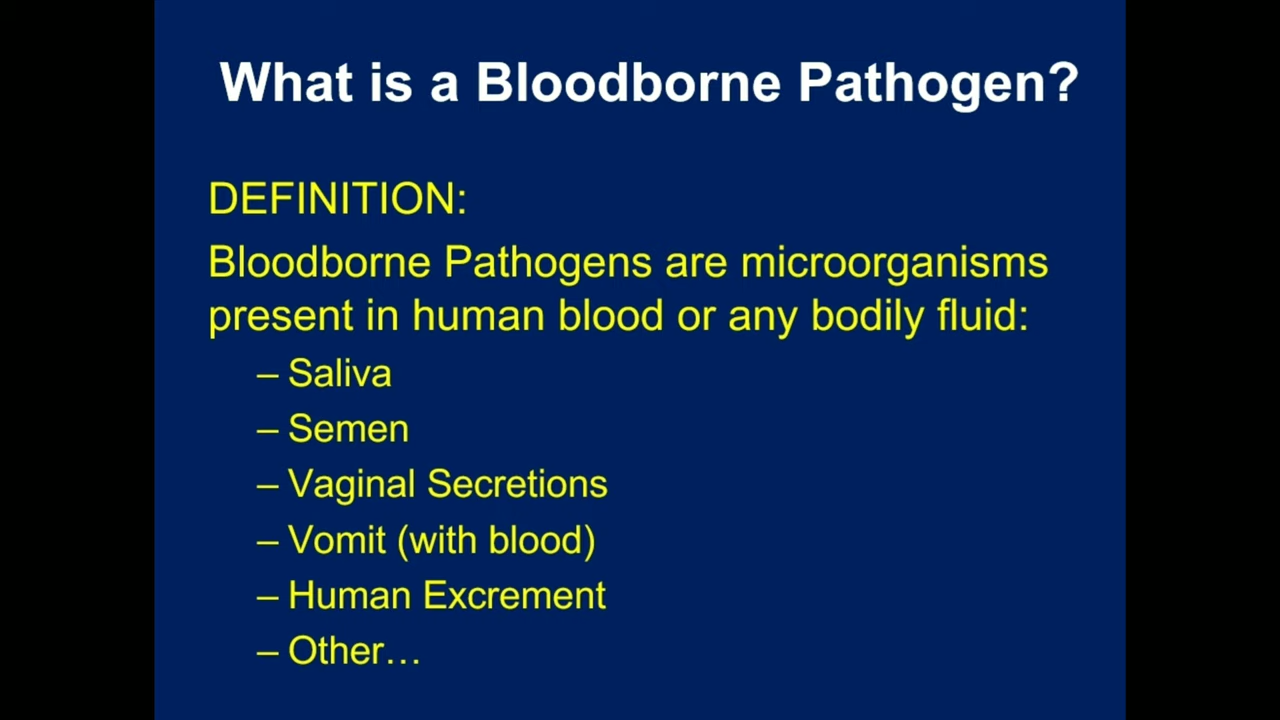 What is a Bloodborne Pathogen?
DEFINITION:
Bloodborne Pathogens are microorganisms
present in human blood or any bodily fluid:
– Saliva
– Semen
– Vaginal Secretions
– Vomit (with blood)
– Human Excrement
– Other…